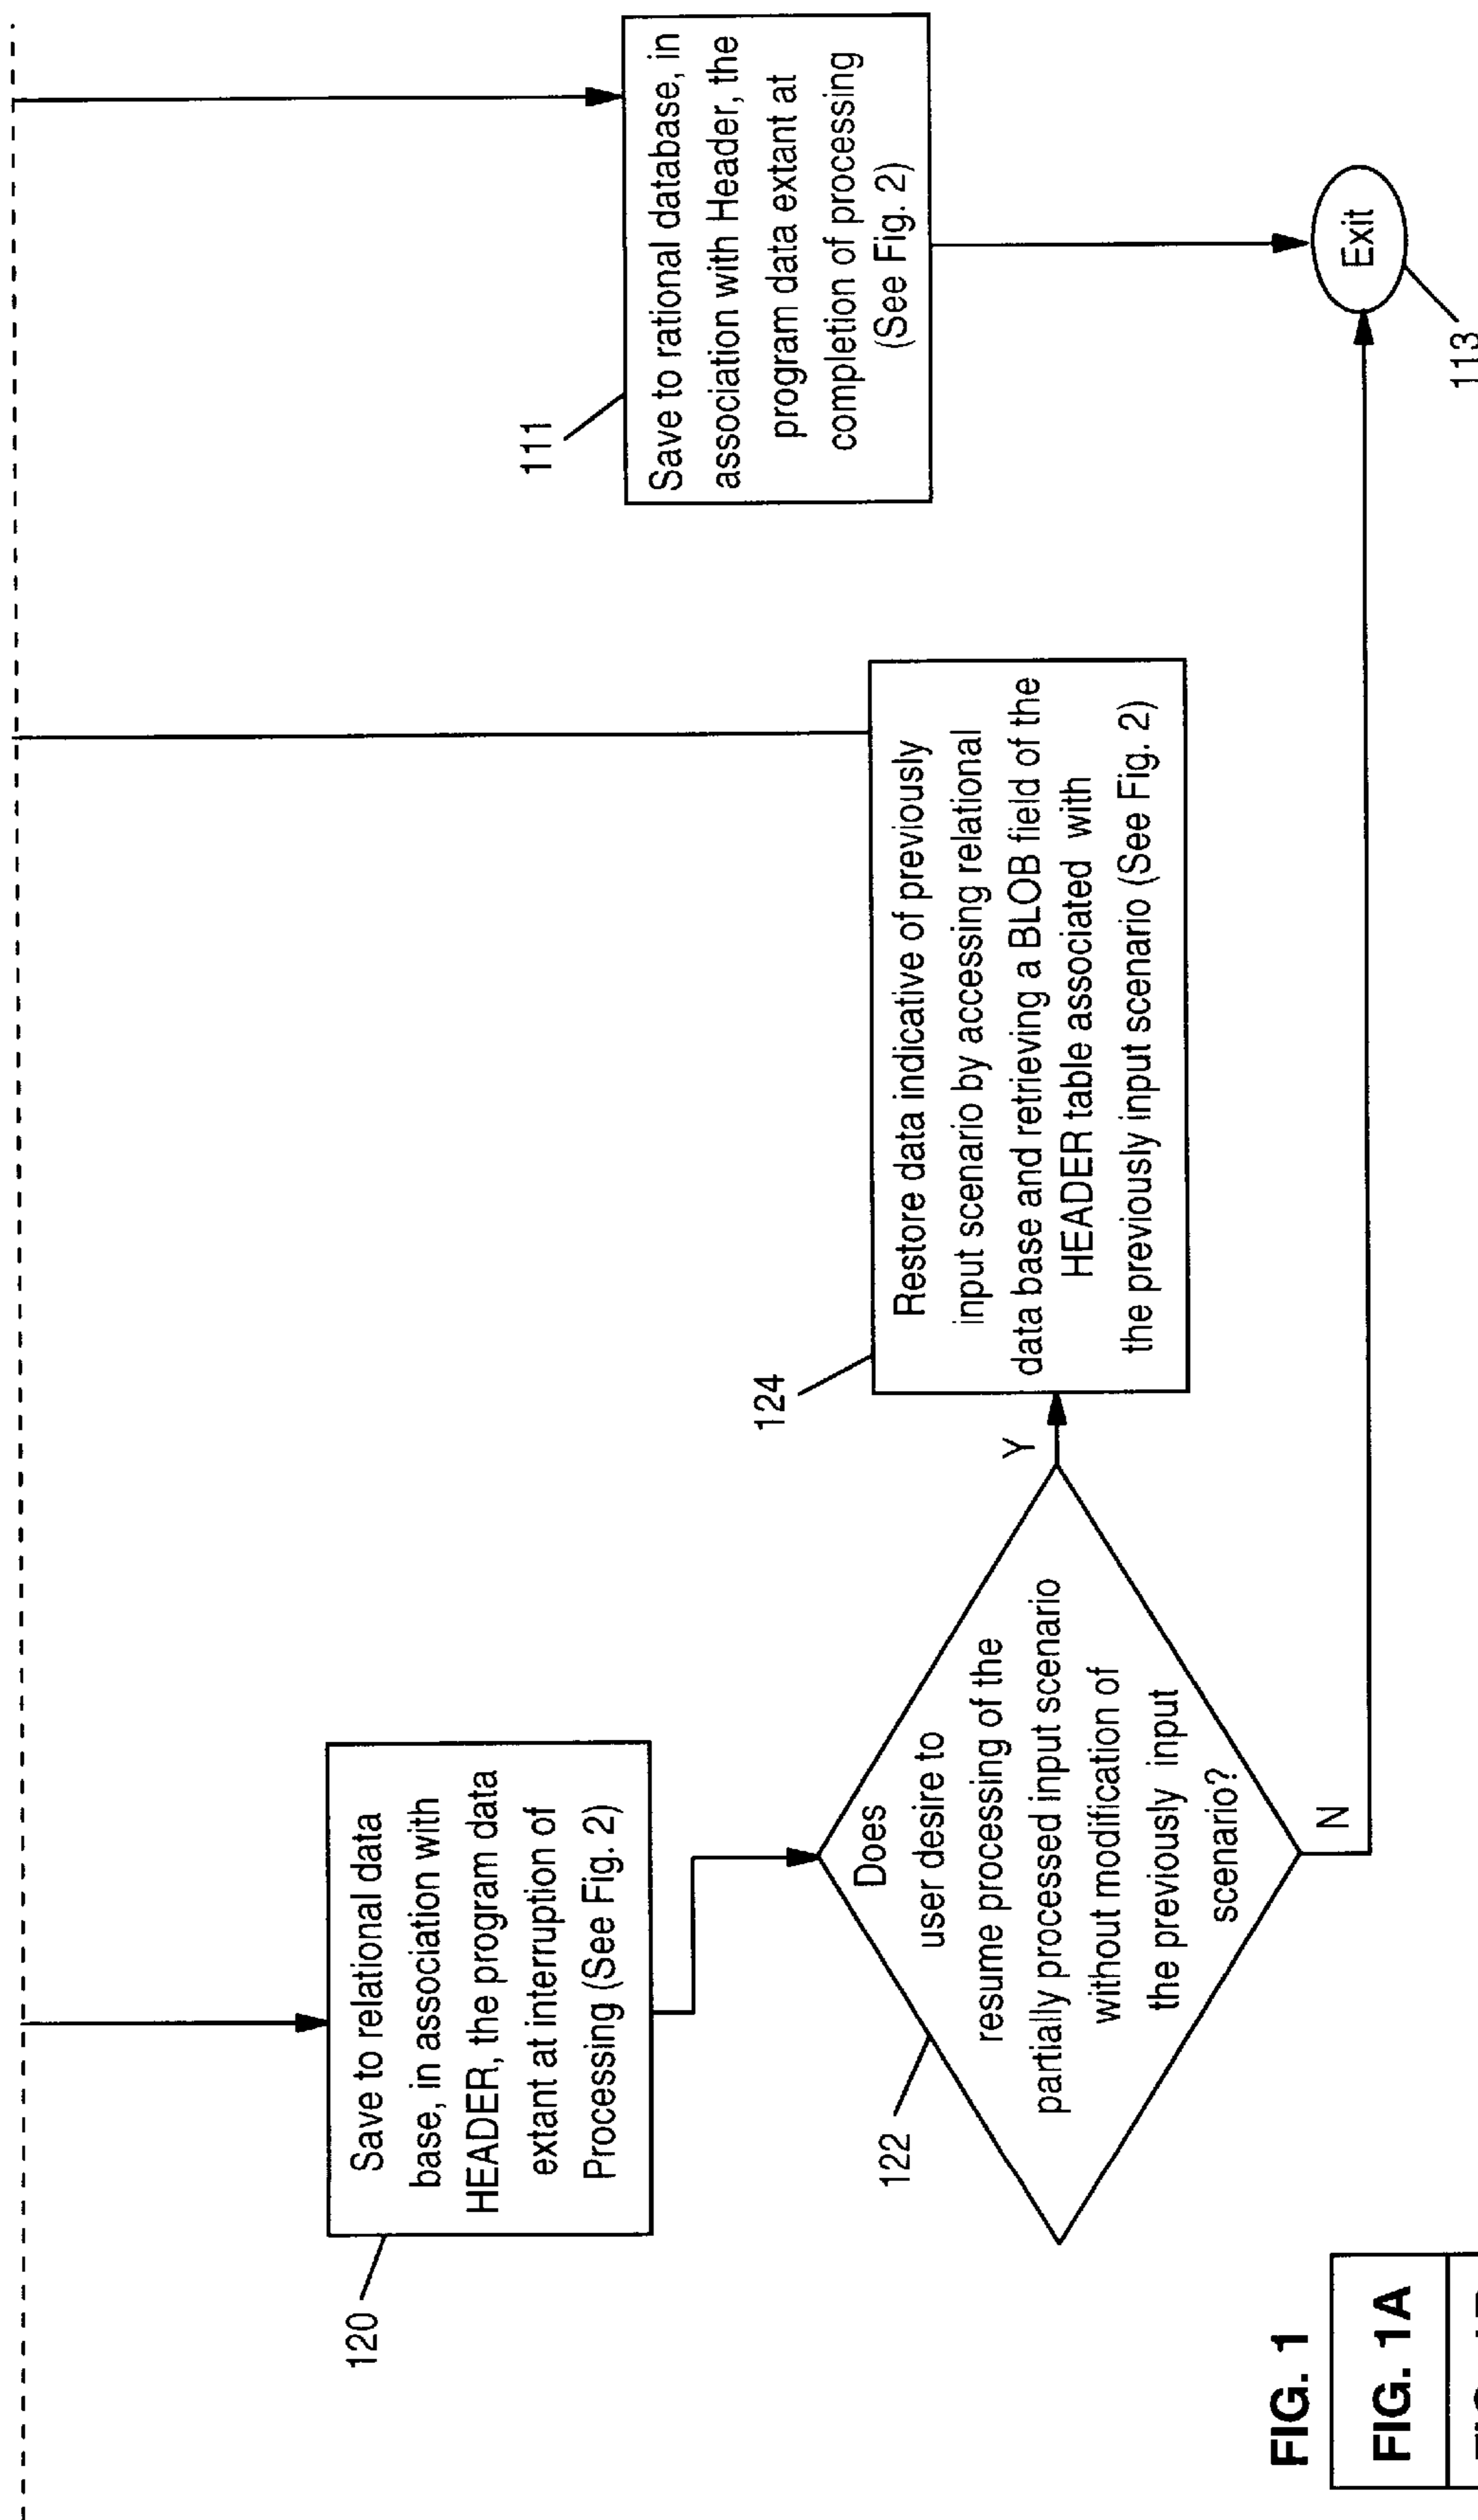 120
Save to relational data
base, in association with
HEADER, the program data
extant at interruption of
Processing (See Fig. 2)
122
Does
user desire to
resume processing of the
partially processed input scenario
without modification of
the previously input
scenario?
Y
N
124
Restore data indicative of previously
input scenario by accessing relational
data base and retrieving a BLOB field of the
HEADER table associated with
the previously input scenario (See Fig. 2)
111
Save to rational database, in
association with Header, the
program data extant at
completion of processing
(See Fig. 2)
Exit
113
FIG. 1
FIG. 1A